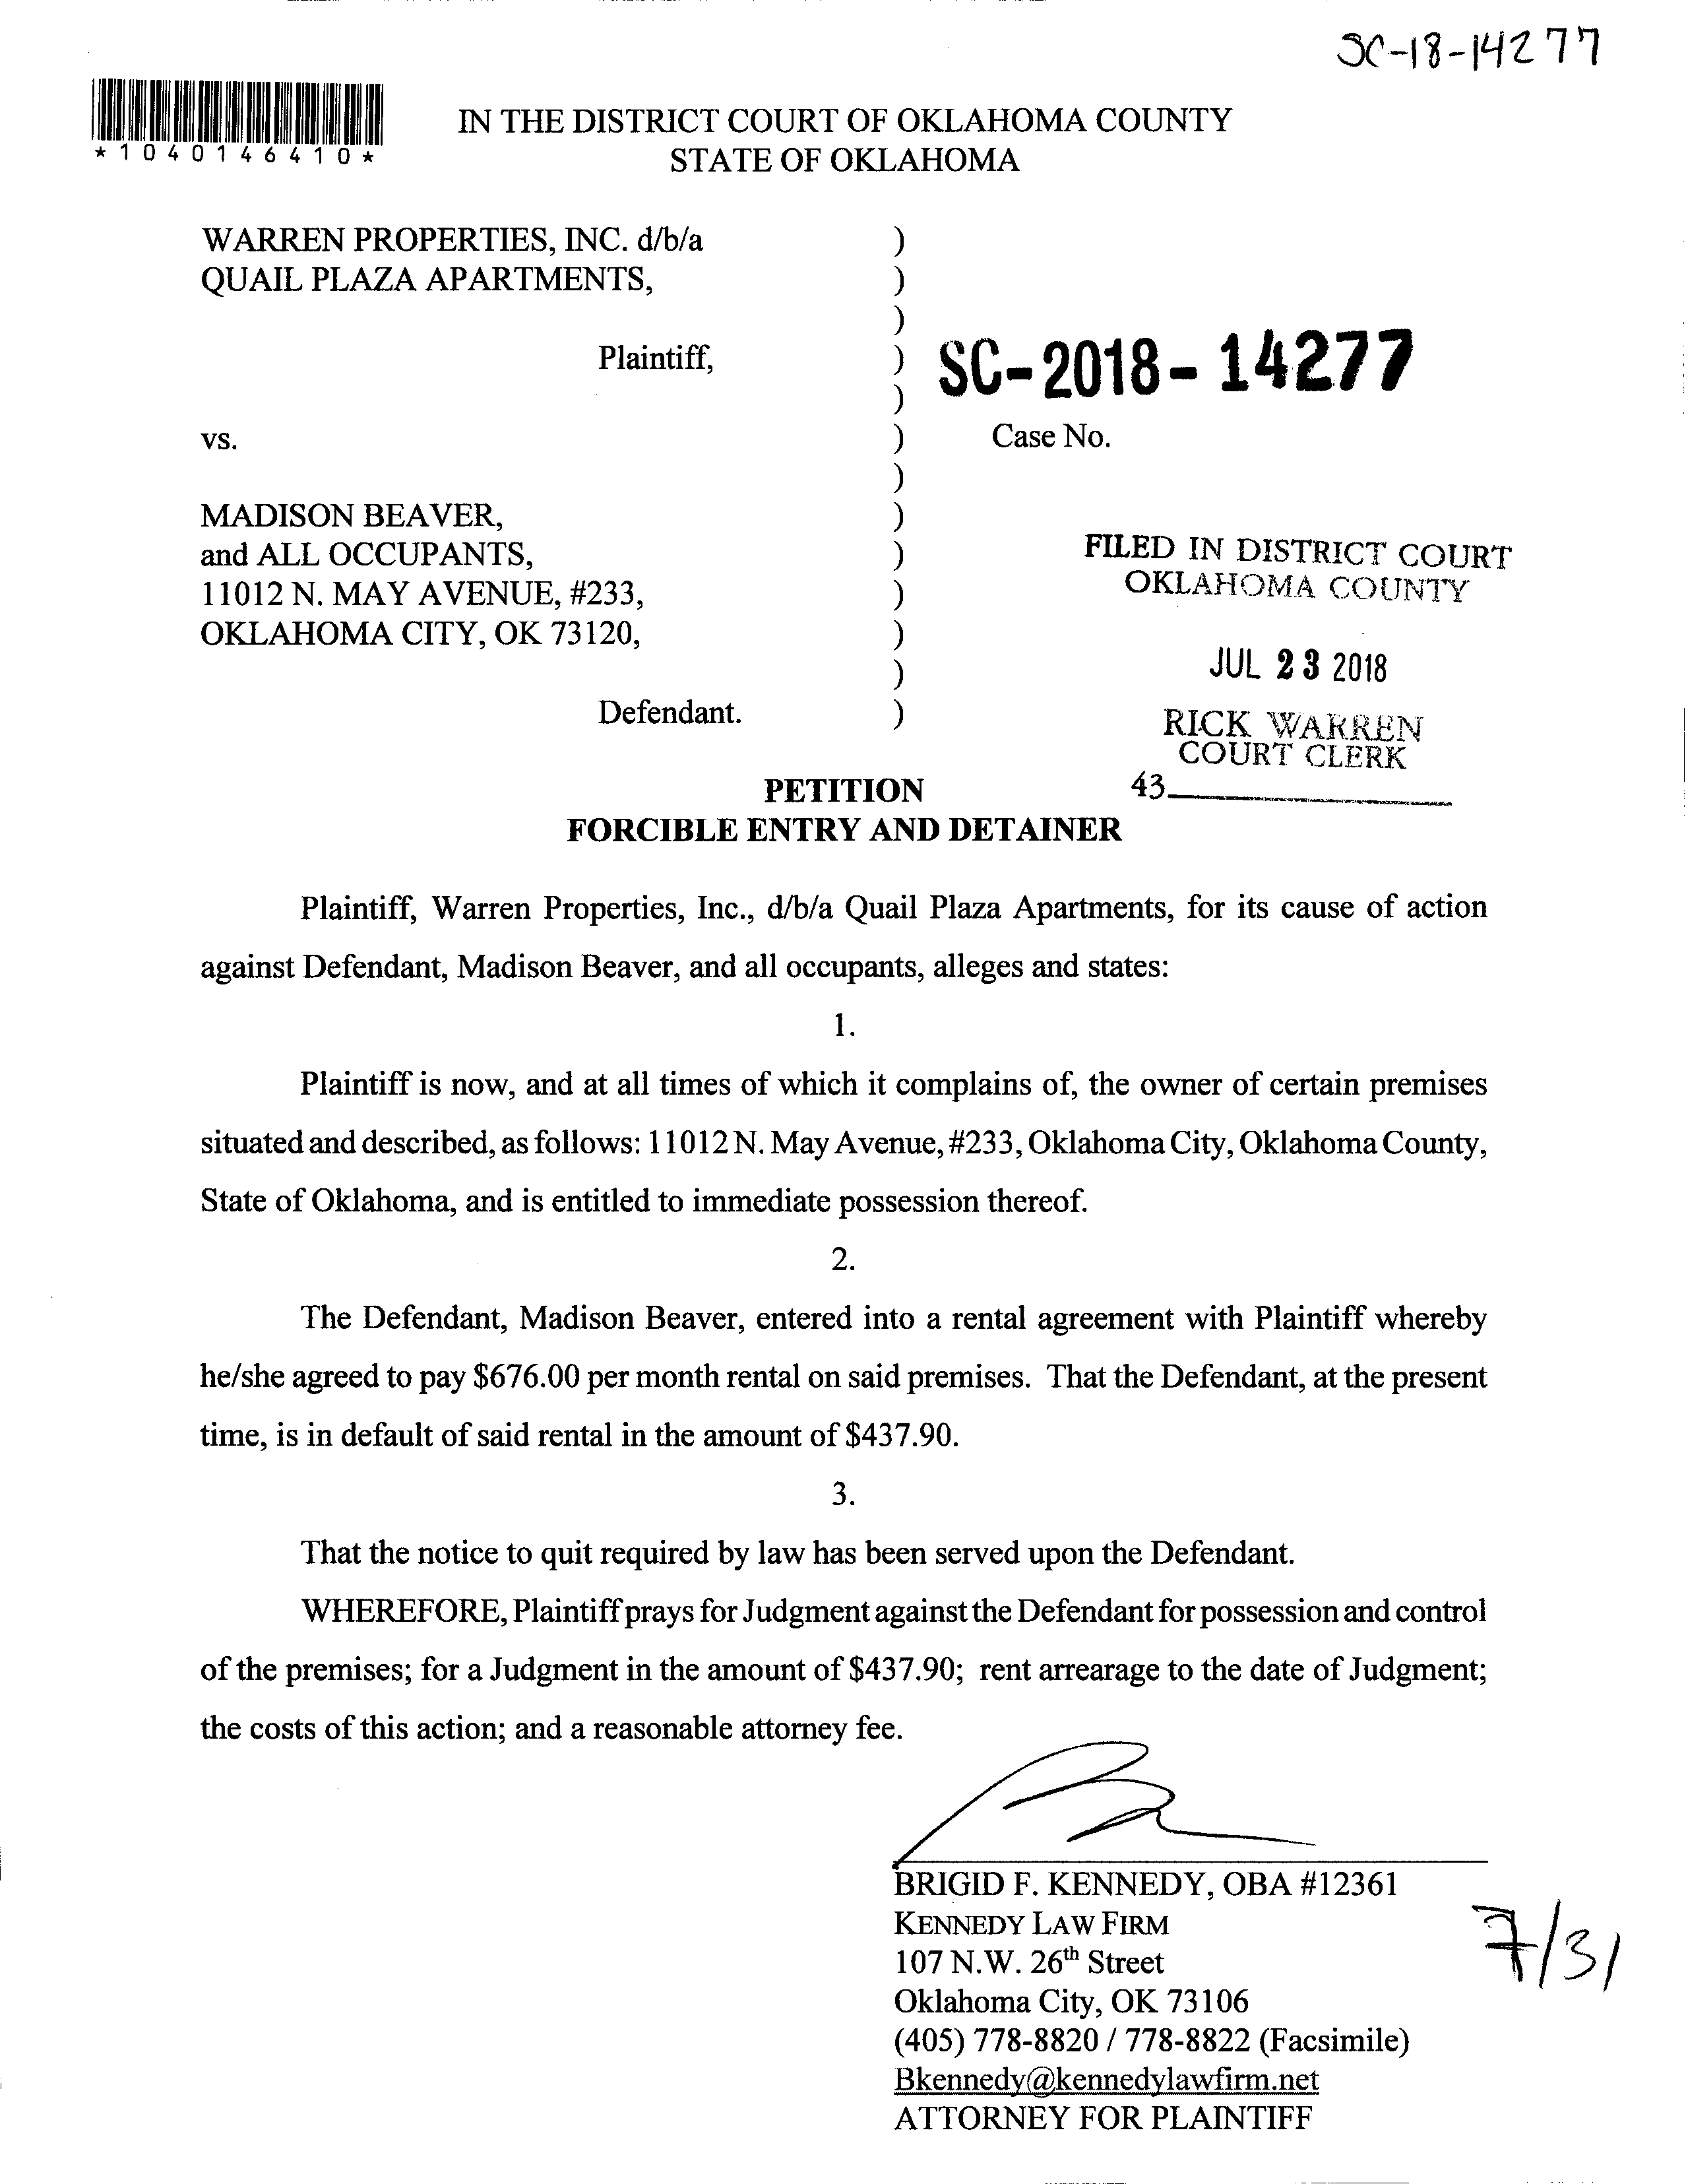 SC-18-14277
*1040146410*
IN THE DISTRICT COURT OF OKLAHOMA COUNTY
STATE OF OKLAHOMA
WARREN PROPERTIES, INC. d/b/a )
QUAIL PLAZA APARTMENTS, )
)
Plaintiff, ) SC-2018-14277
)
vs. ) Case No.
)
MADISON BEAVER, )
and ALL OCCUPANTS, ) FILED IN DISTRICT COURT
11012 N. MAY AVENUE, #233, ) OKLAHOMA COUNTY
OKLAHOMA CITY, OK 73120, )
) JUL 23 2018
Defendant. ) RICK WARREN
COURT CLERK
PETITION 43
FORCIBLE ENTRY AND DETAINER
Plaintiff, Warren Properties, Inc., d/b/a Quail Plaza Apartments, for its cause of action
against Defendant, Madison Beaver, and all occupants, alleges and states:
1.
Plaintiff is now, and at all times of which it complains of, the owner of certain premises
situated and described, as follows: 11012 N. May Avenue, #233, Oklahoma City, Oklahoma County,
State of Oklahoma, and is entitled to immediate possession thereof.
2.
The Defendant, Madison Beaver, entered into a rental agreement with Plaintiff whereby
he/she agreed to pay $676.00 per month rental on said premises. That the Defendant, at the present
time, is in default of said rental in the amount of $437.90.
3.
That the notice to quit required by law has been served upon the Defendant.
WHEREFORE, Plaintiff prays for Judgment against the Defendant for possession and control
of the premises; for a Judgment in the amount of $437.90; rent arrearage to the date of Judgment;
the costs of this action; and a reasonable attorney fee.
BRIGID F. KENNEDY, OBA #12361
KENNEDY LAW FIRM
107 N.W. 26th Street
7/31
Oklahoma City, OK 73106
(405) 778-8820 / 778-8822 (Facsimile)
Bkennedy@kennedylawfirm.net
ATTORNEY FOR PLAINTIFF